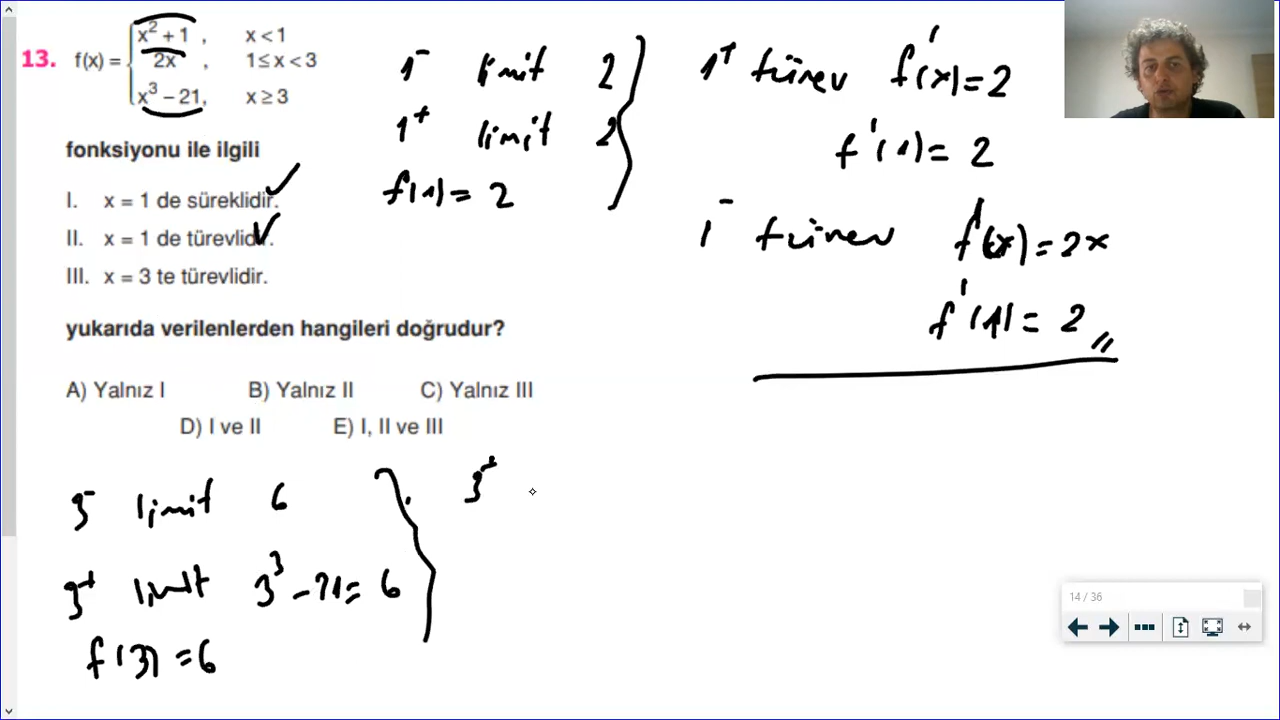 13. f(x) = { x² + 1 , x < 1
2x , 1 ≤ x < 3
x³ – 21, x ≥ 3
fonksiyonu ile ilgili
I. x = 1 de süreklidir. ✓
II. x = 1 de türevlidir. ✓
III. x = 3 te türevlidir.
yukarıda verilenlerden hangileri doğrudur?
A) Yalnız I B) Yalnız II C) Yalnız III
D) I ve II E) I, II ve III
1⁻ limit 2
1⁺ limit 2
f(1) = 2
1⁺ türev f'(x) = 2
f'(1) = 2
1⁻ türev f'(x) = 2x
f'(1) = 2
3⁻ limit 6
3⁺ limit 3³ - 21 = 6
f(3) = 6
3⁺
14 / 36